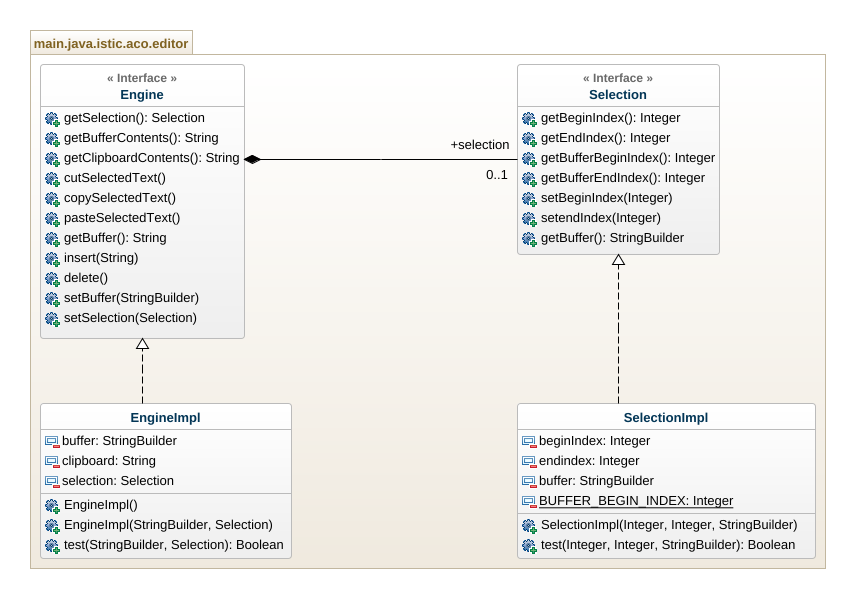 main.java.istic.aco.editor
« Interface »
Engine
getSelection(): Selection
getBufferContents(): String
getClipboardContents(): String
cutSelectedText()
copySelectedText()
pasteSelectedText()
getBuffer(): String
insert(String)
delete()
setBuffer(StringBuilder)
setSelection(Selection)
+selection
0..1
« Interface »
Selection
getBeginIndex(): Integer
getEndIndex(): Integer
getBufferBeginIndex(): Integer
getBufferEndIndex(): Integer
setBeginIndex(Integer)
setendIndex(Integer)
getBuffer(): StringBuilder
EngineImpl
buffer: StringBuilder
clipboard: String
selection: Selection
EngineImpl()
EngineImpl(StringBuilder, Selection)
test(StringBuilder, Selection): Boolean
SelectionImpl
beginIndex: Integer
endindex: Integer
buffer: StringBuilder
BUFFER_BEGIN_INDEX: Integer
SelectionImpl(Integer, Integer, StringBuilder)
test(Integer, Integer, StringBuilder): Boolean